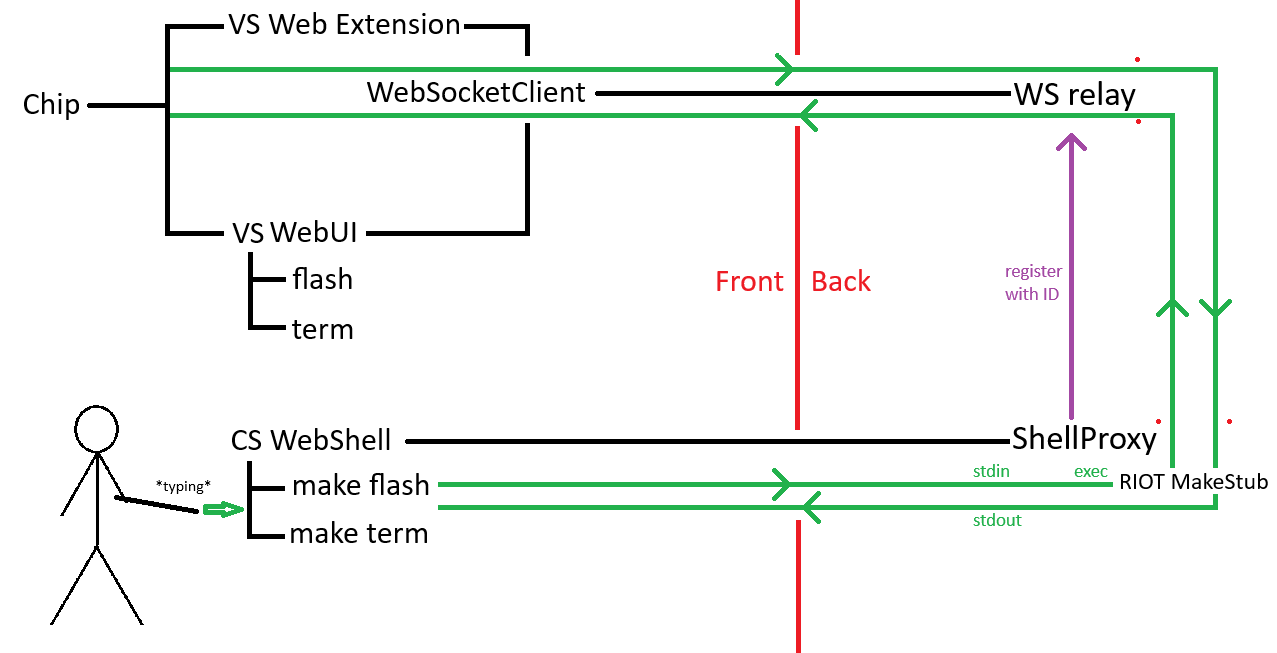 VS Web Extension
Chip
WebSocketClient
WS relay
VS WebUI
flash
term
Front
Back
register
with ID
CS WebShell
ShellProxy
*typing*
make flash
stdin
exec
RIOT MakeStub
stdout
make term